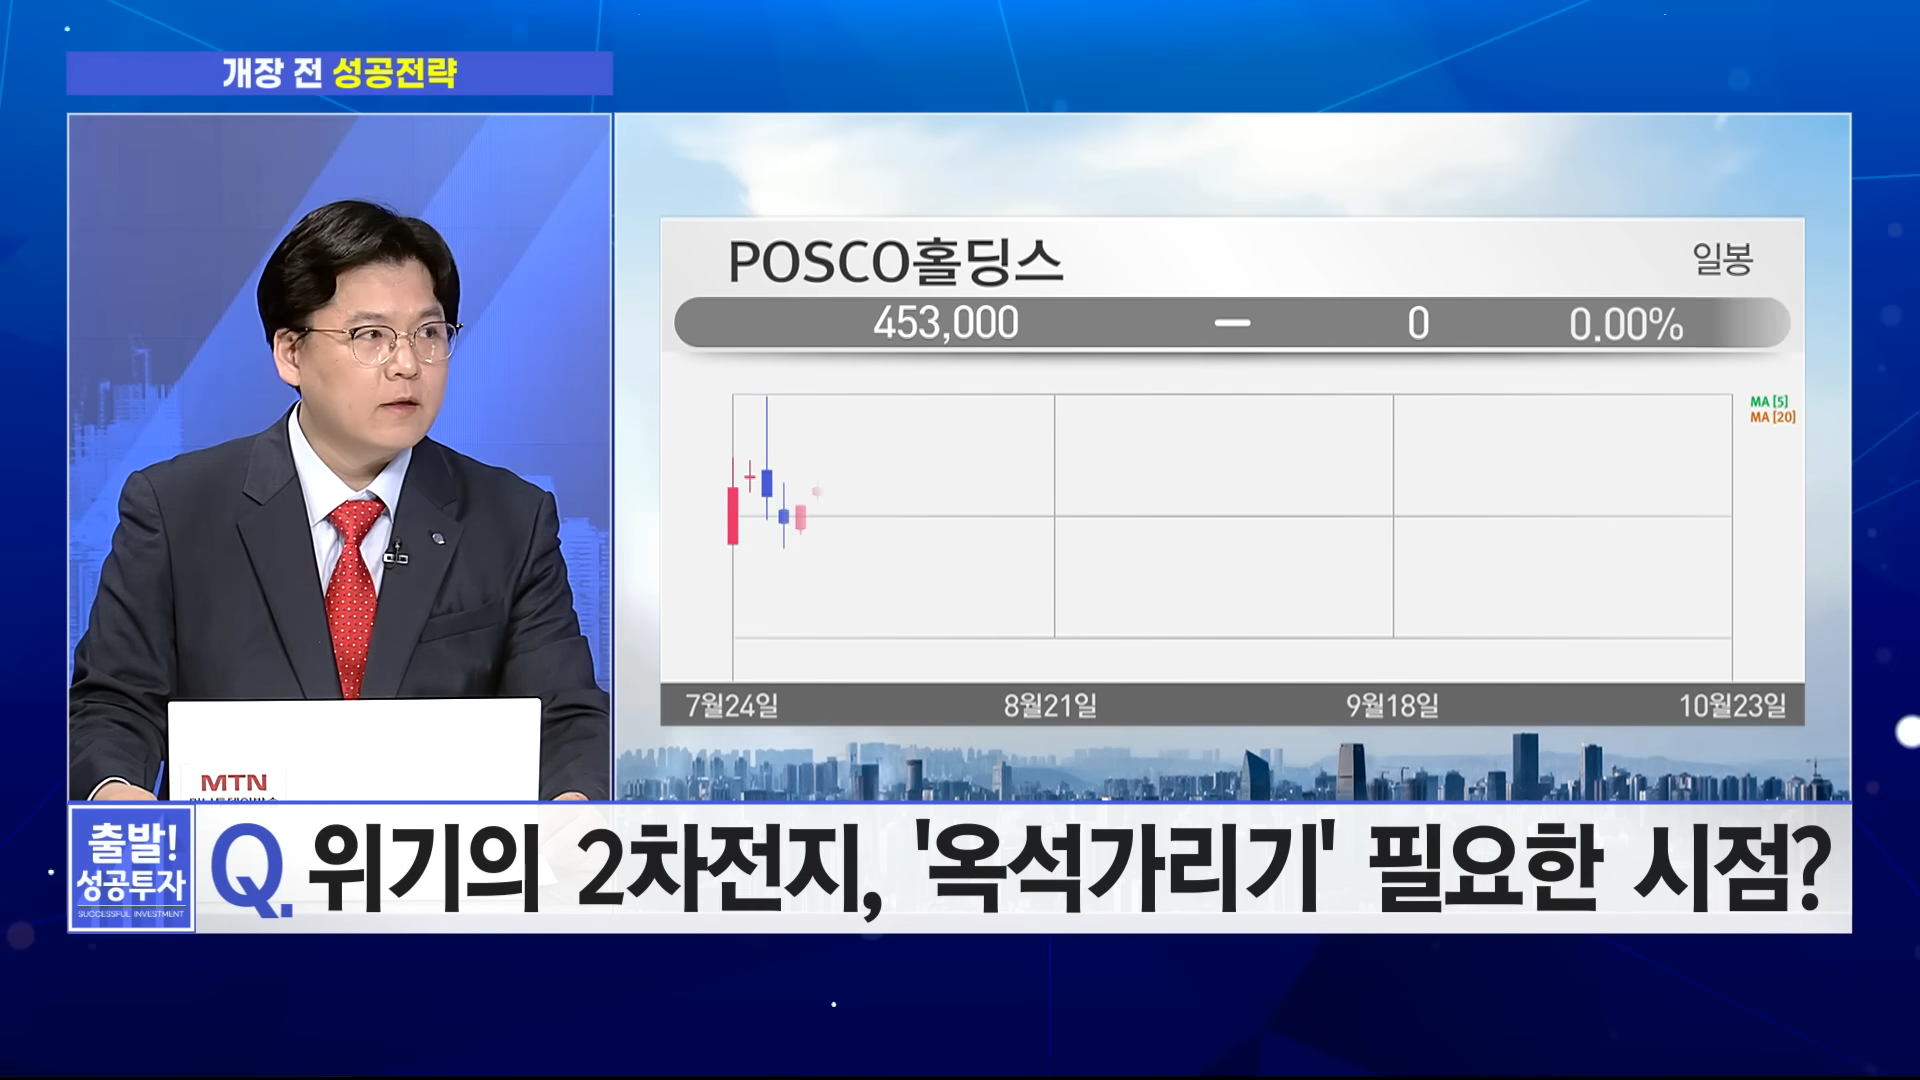 개장 전 성공전략
POSCO홀딩스
일봉
453,000 0 0.00%
MA [5]
MA [20]
7월24일 8월21일 9월18일 10월23일
MTN
출발!
성공투자
SUCCESSFUL INVESTMENT
Q. 위기의 2차전지, '옥석가리기' 필요한 시점?